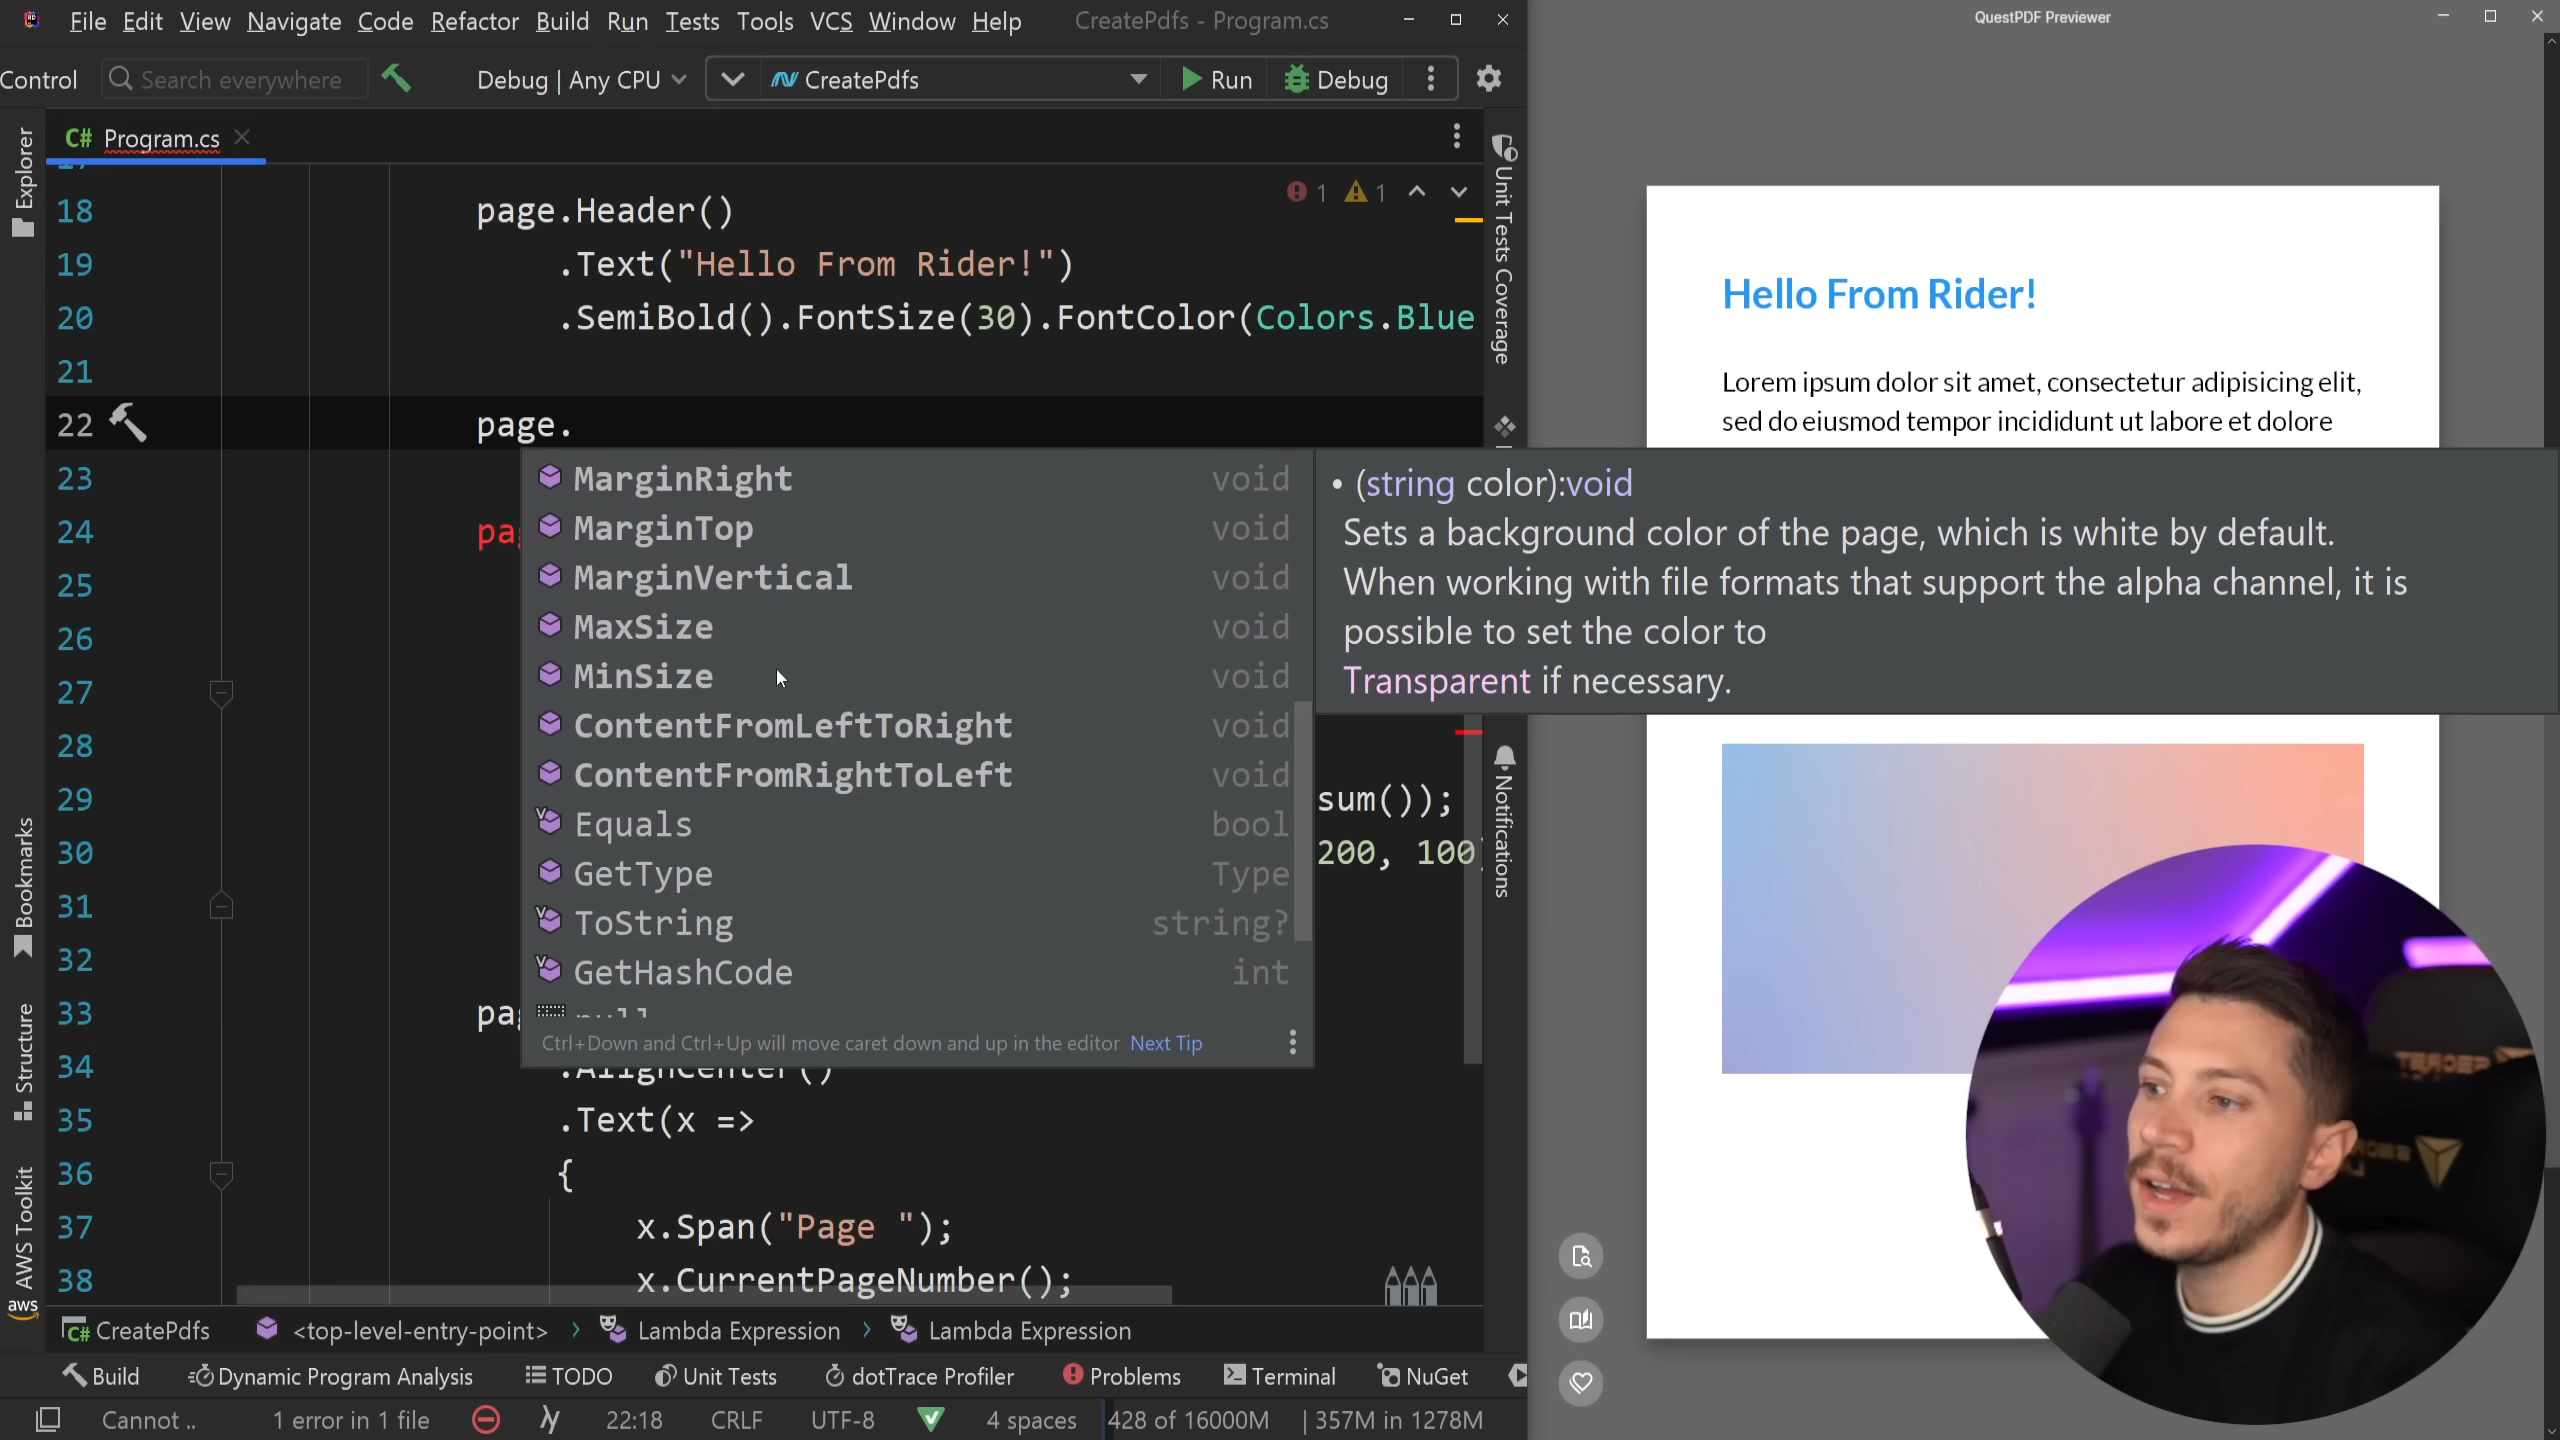 File Edit View Navigate Code Refactor Build Run Tests Tools VCS Window Help CreatePdfs - Program.cs
Control Search everywhere Debug | Any CPU CreatePdfs Run Debug
C# Program.cs
Explorer
Bookmarks
Structure
AWS Toolkit
aws
1 1
18 page.Header()
19 .Text("Hello From Rider!")
20 .SemiBold().FontSize(30).FontColor(Colors.Blue
21
22 page.
23
24
25
26
27
28
29 sum());
30 200, 100
31
32
33
34 .AlignCenter()
35 .Text(x =>
36 {
37 x.Span("Page ");
38 x.CurrentPageNumber();
MarginRight void
MarginTop void
MarginVertical void
MaxSize void
MinSize void
ContentFromLeftToRight void
ContentFromRightToLeft void
Equals bool
GetType Type
ToString string?
GetHashCode int
null
Ctrl+Down and Ctrl+Up will move caret down and up in the editor Next Tip
• (string color):void
Sets a background color of the page, which is white by default.
When working with file formats that support the alpha channel, it is
possible to set the color to
Transparent if necessary.
Unit Tests Coverage
Notifications
CreatePdfs <top-level-entry-point> Lambda Expression Lambda Expression
Build Dynamic Program Analysis TODO Unit Tests dotTrace Profiler Problems Terminal NuGet
Cannot .. 1 error in 1 file 22:18 CRLF UTF-8 4 spaces 428 of 16000M | 357M in 1278M
QuestPDF Previewer
Hello From Rider!
Lorem ipsum dolor sit amet, consectetur adipisicing elit,
sed do eiusmod tempor incididunt ut labore et dolore